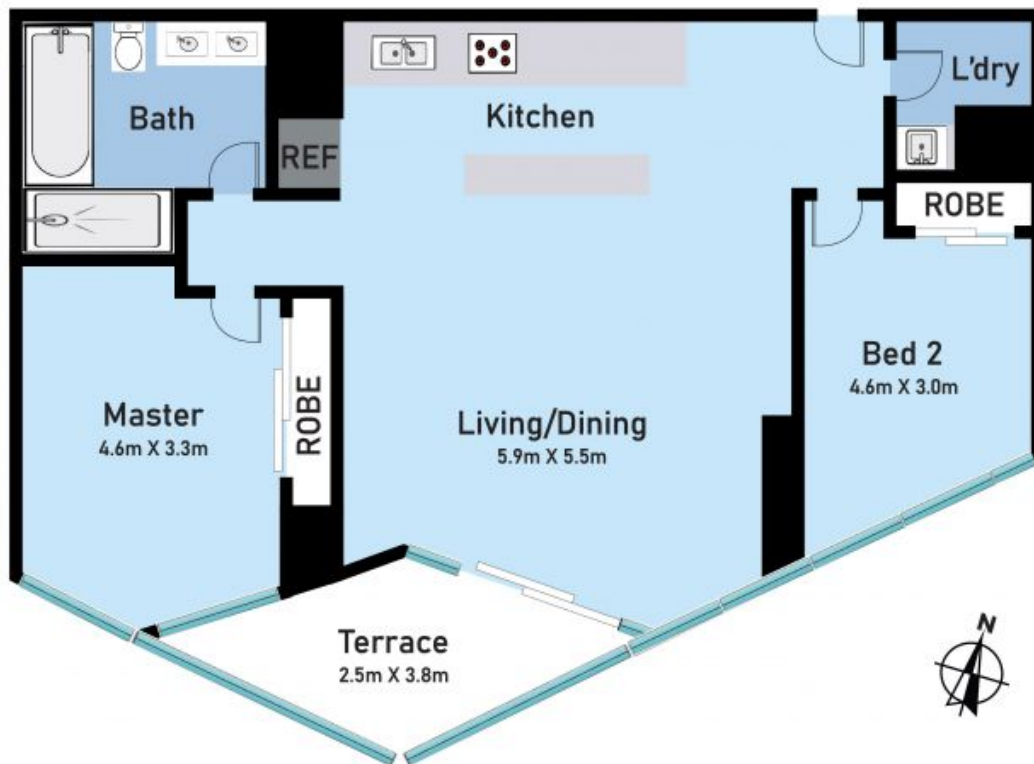 Bath
REF
Kitchen
L'dry
ROBE
Master
4.6m X 3.3m
ROBE
Living/Dining
5.9m X 5.5m
Bed 2
4.6m X 3.0m
Terrace
2.5m X 3.8m
N